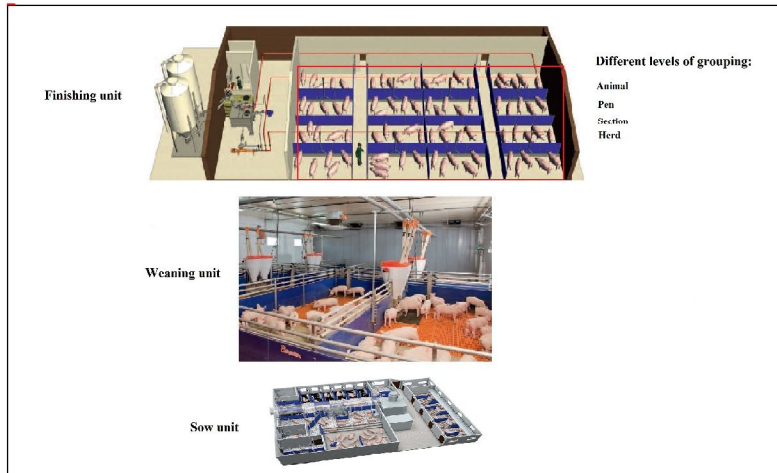 Finishing unit
Different levels of grouping:
Animal
Pen
Section
Herd
Weaning unit
Sow unit